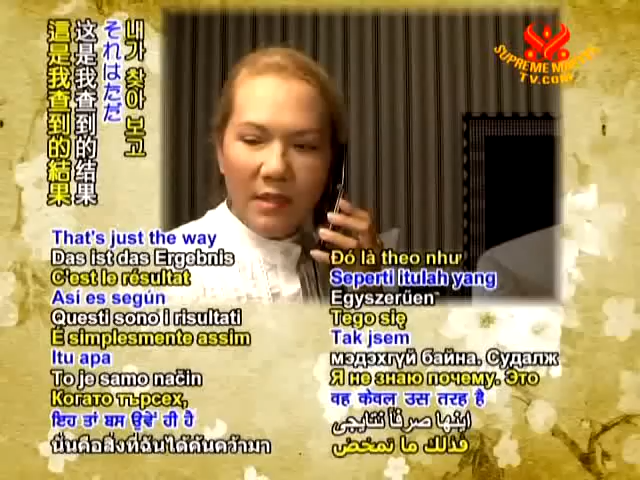 내가 찾아 보고
それはただ
这是我查到的结果
這是我查到的結果
SUPREME MASTER
TV.COM
That's just the way
Das ist das Ergebnis
C'est le résultat
Así es según
Questi sono i risultati
É simplesmente assim
Itu apa
To je samo način
Когато търсех,
ਇਹ ਤਾਂ ਬਸ ਉਵੇਂ ਹੀ ਹੈ
นั่นคือสิ่งที่ฉันได้ค้นคว้ามา
Đó là theo như
Seperti itulah yang
Egyszerűen
Tego się
Tak jsem
мэдэхгүй байна. Судалж
Я не знаю почему. Это
वह केवल उस तरह है
اینها صرفاً نتایجی
فذلك ما تمخض